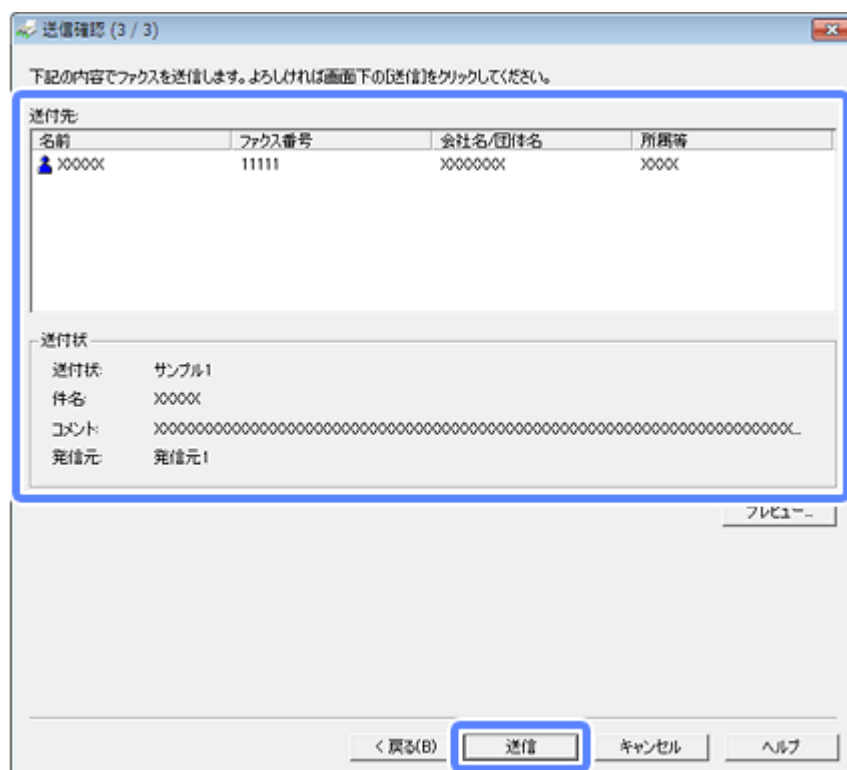 送信確認 (3 / 3)
下記の内容でファクスを送信します。よろしければ画面下の[送信]をクリックしてください。
送付先:
名前 ファクス番号 会社名/団体名 所属等
XXXXX 11111 XXXXXXX XXXX
送付状
送付状: サンプル1
件名: XXXXX
コメント:
発信元: 発信元1
プレビュー...
< 戻る(B) 送信 キャンセル ヘルプ